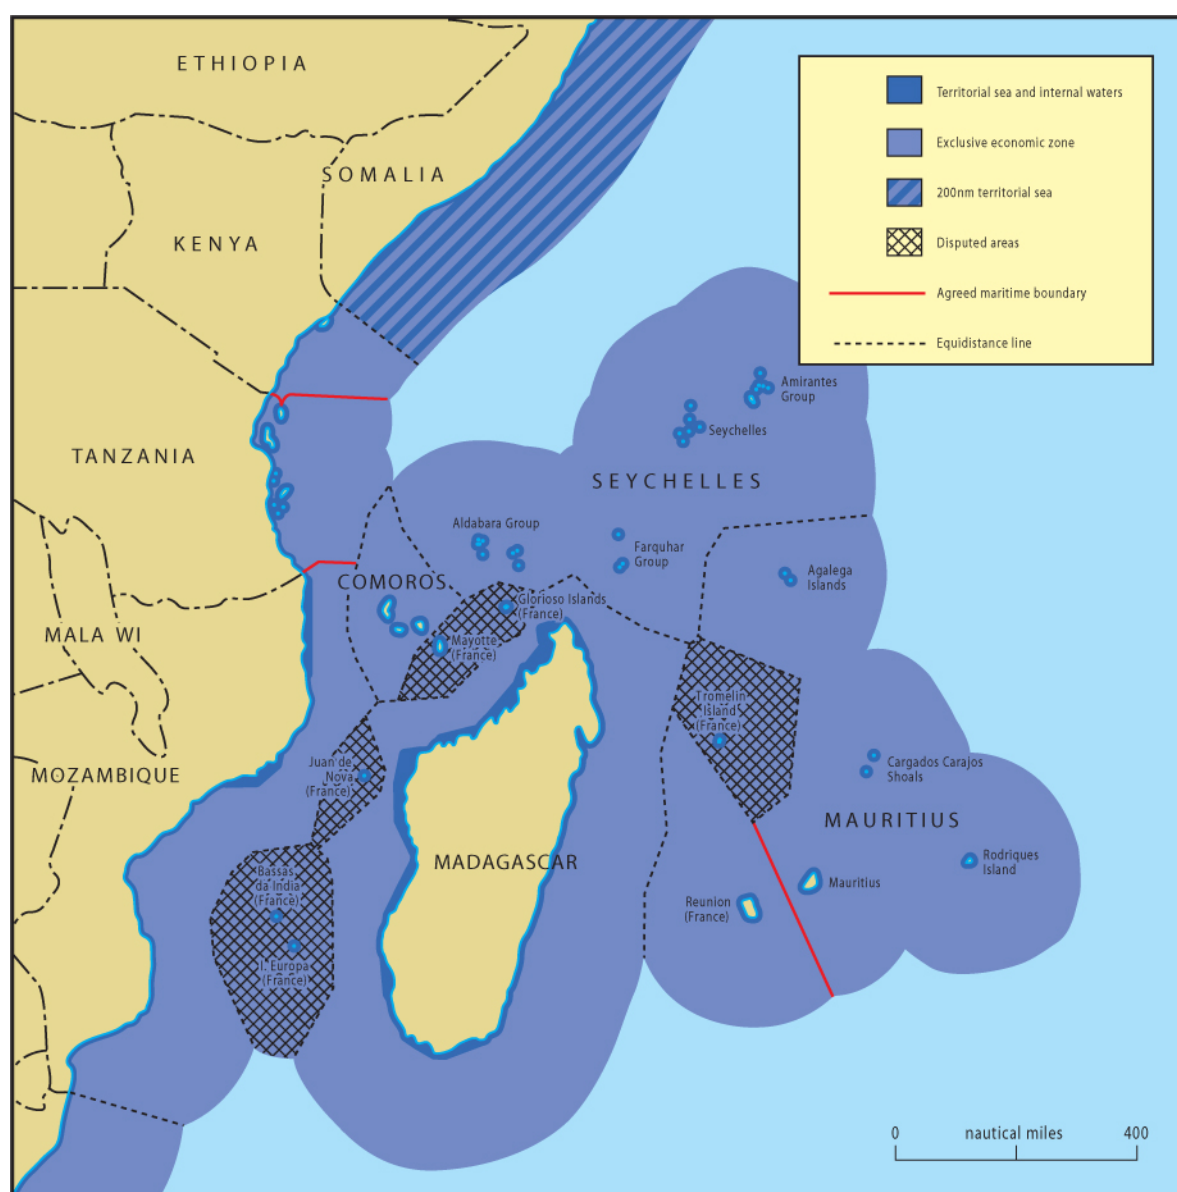 ETHIOPIA
SOMALIA
KENYA
TANZANIA
MALA WI
MOZAMBIQUE
COMOROS
MADAGASCAR
SEYCHELLES
MAURITIUS
Territorial sea and internal waters
Exclusive economic zone
200nm territorial sea
Disputed areas
Agreed maritime boundary
Equidistance line
Amirantes
Group
Seychelles
Aldabara Group
Farquhar
Group
Agalega
Islands
Glorioso Islands
(France)
Mayotte
(France)
Tromelin
Island
(France)
Juan de
Nova
(France)
Cargados Carajos
Shoals
Rodriques
Island
Mauritius
Reunion
(France)
Bassas
da India
(France)
I. Europa
(France)
0 nautical miles 400